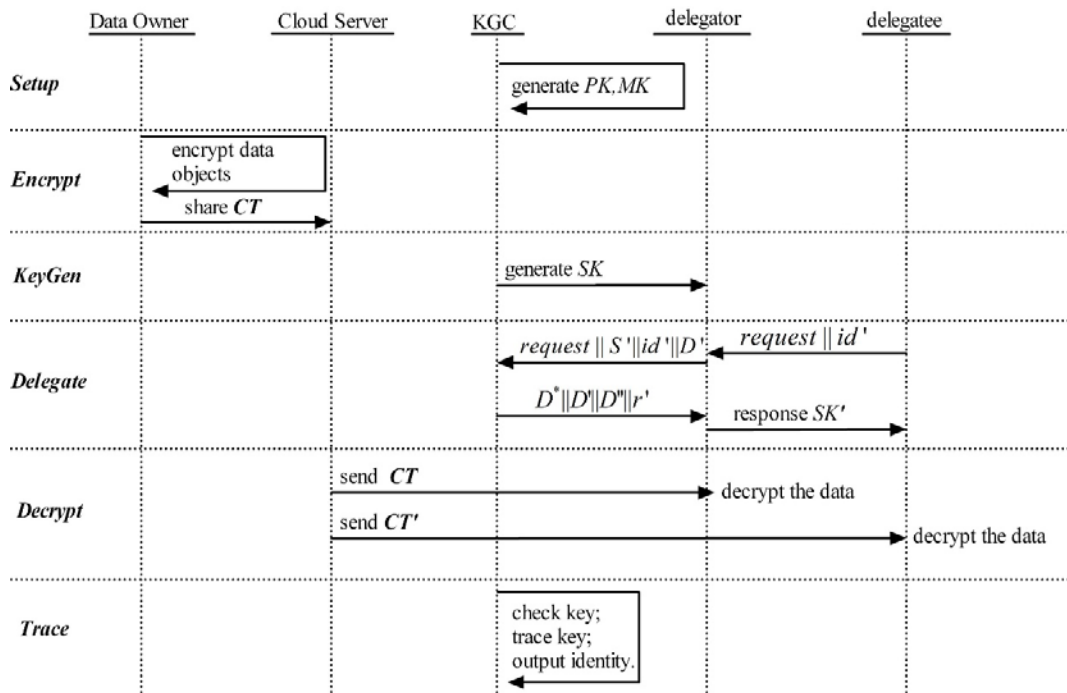 Data Owner Cloud Server KGC delegator delegatee
Setup
generate PK,MK
Encrypt
encrypt data
objects
share CT
KeyGen
generate SK
Delegate
request || id'
request || S'||id'||D'
D*||D'||D''||r'
response SK'
Decrypt
send CT
decrypt the data
send CT'
decrypt the data
Trace
check key;
trace key;
output identity.